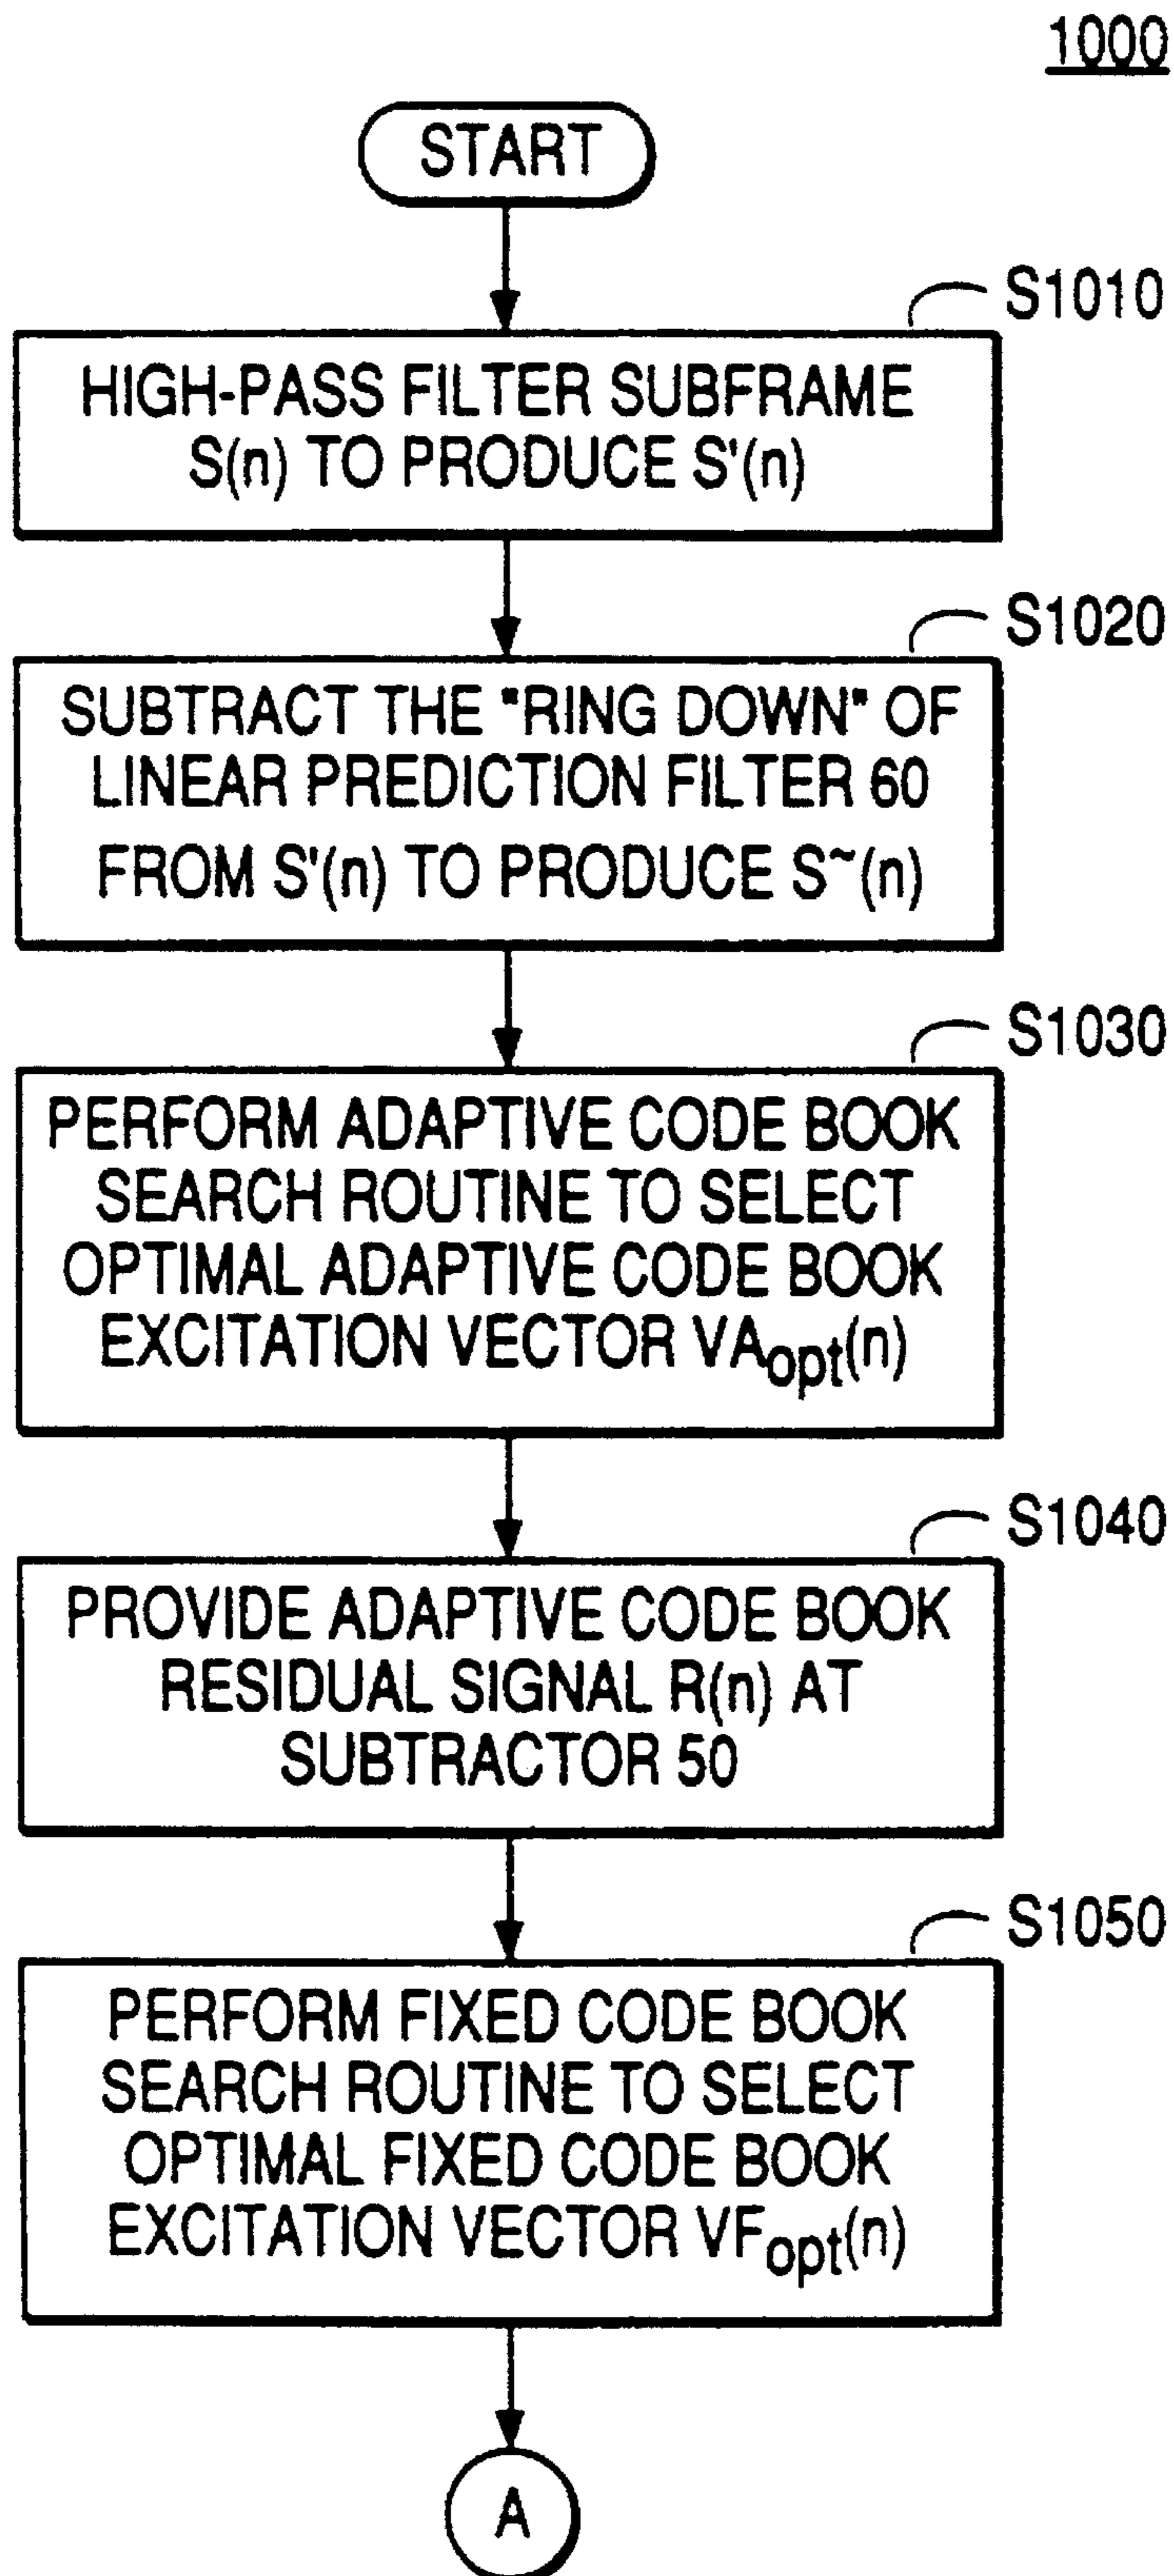 1000
START
S1010
HIGH-PASS FILTER SUBFRAME
S(n) TO PRODUCE S'(n)
S1020
SUBTRACT THE "RING DOWN" OF
LINEAR PREDICTION FILTER 60
FROM S'(n) TO PRODUCE S~(n)
S1030
PERFORM ADAPTIVE CODE BOOK
SEARCH ROUTINE TO SELECT
OPTIMAL ADAPTIVE CODE BOOK
EXCITATION VECTOR VAopt(n)
S1040
PROVIDE ADAPTIVE CODE BOOK
RESIDUAL SIGNAL R(n) AT
SUBTRACTOR 50
S1050
PERFORM FIXED CODE BOOK
SEARCH ROUTINE TO SELECT
OPTIMAL FIXED CODE BOOK
EXCITATION VECTOR VFopt(n)
A